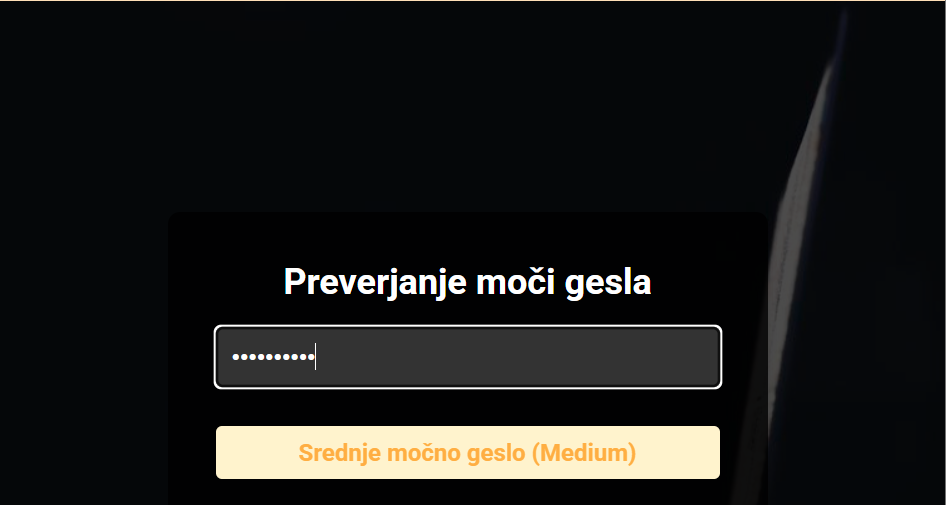 Preverjanje moči gesla
••••••••••
Srednje močno geslo (Medium)